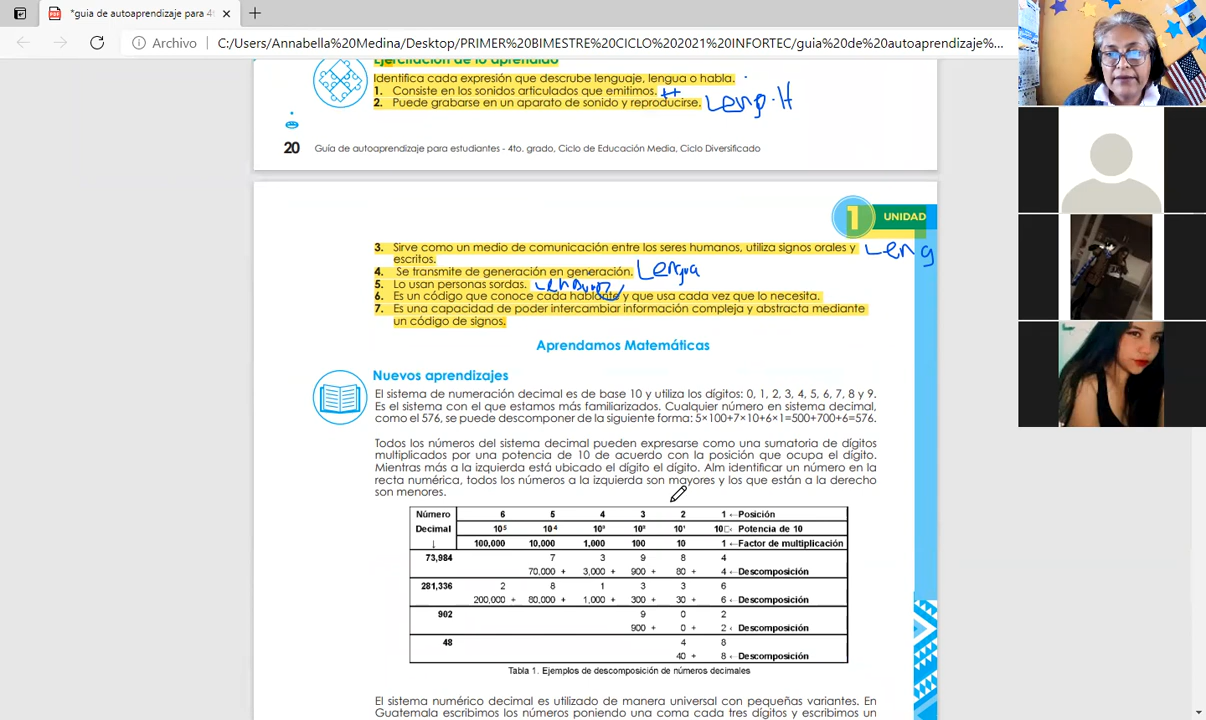 *guia de autoaprendizaje para 4t
Archivo
C:/Users/Annabella%20Medina/Desktop/PRIMER%20BIMESTRE%20CICLO%202021%20INFORTEC/guia%20de%20autoaprendizaje%...
Ejercitación de lo aprendido
Identifica cada expresión que descrube lenguaje, lengua o habla.
1. Consiste en los sonidos articulados que emitimos. H
2. Puede grabarse en un aparato de sonido y reproducirse. Leng. H
20 Guía de autoaprendizaje para estudiantes - 4to. grado, Ciclo de Educación Media, Ciclo Diversificado
1 UNIDAD
3. Sirve como un medio de comunicación entre los seres humanos, utiliza signos orales y Leng
escritos.
4. Se transmite de generación en generación. Lengua
5. Lo usan personas sordas.
6. Es un código que conoce cada hablante y que usa cada vez que lo necesita.
7. Es una capacidad de poder intercambiar información compleja y abstracta mediante
un código de signos.
Aprendamos Matemáticas
Nuevos aprendizajes
El sistema de numeración decimal es de base 10 y utiliza los dígitos: 0, 1, 2, 3, 4, 5, 6, 7, 8 y 9.
Es el sistema con el que estamos más familiarizados. Cualquier número en sistema decimal,
como el 576, se puede descomponer de la siguiente forma: 5×100+7×10+6×1=500+700+6=576.
Todos los números del sistema decimal pueden expresarse como una sumatoria de dígitos
multiplicados por una potencia de 10 de acuerdo con la posición que ocupa el dígito.
Mientras más a la izquierda está ubicado el dígito el dígito. Alm identificar un número en la
recta numérica, todos los números a la izquierda son mayores y los que están a la derecho
son menores.
Número 6 5 4 3 2 1 ←Posición
Decimal 10⁵ 10⁴ 10³ 10² 10¹ 10□← Potencia de 10
↓ 100,000 10,000 1,000 100 10 1 ←Factor de multiplicación
73,984 7 3 9 8 4
70,000 + 3,000 + 900 + 80 + 4 ←Descomposición
281,336 2 8 1 3 3 6
200,000 + 80,000 + 1,000 + 300 + 30 + 6 ←Descomposición
902 9 0 2
900 + 0 + 2 ←Descomposición
48 4 8
40 + 8 ←Descomposición
Tabla 1. Ejemplos de descomposición de números decimales
El sistema numérico decimal es utilizado de manera universal con pequeñas variantes. En
Guatemala escribimos los números poniendo una coma cada tres dígitos y escribimos un